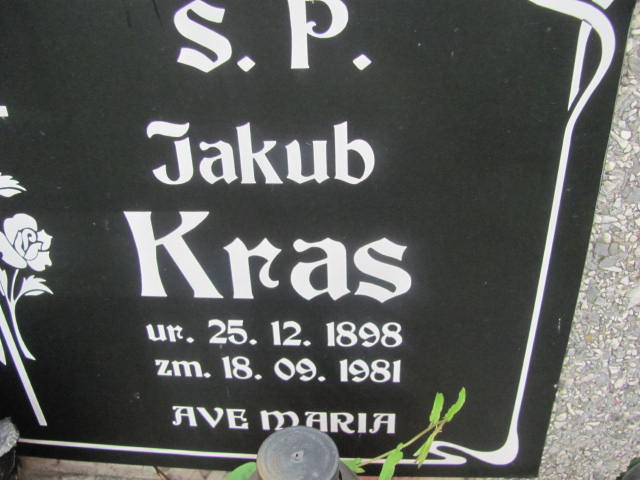 Ś. P.
Jakub
Kras
ur. 25. 12. 1898
zm. 18. 09. 1981
AVE MARIA